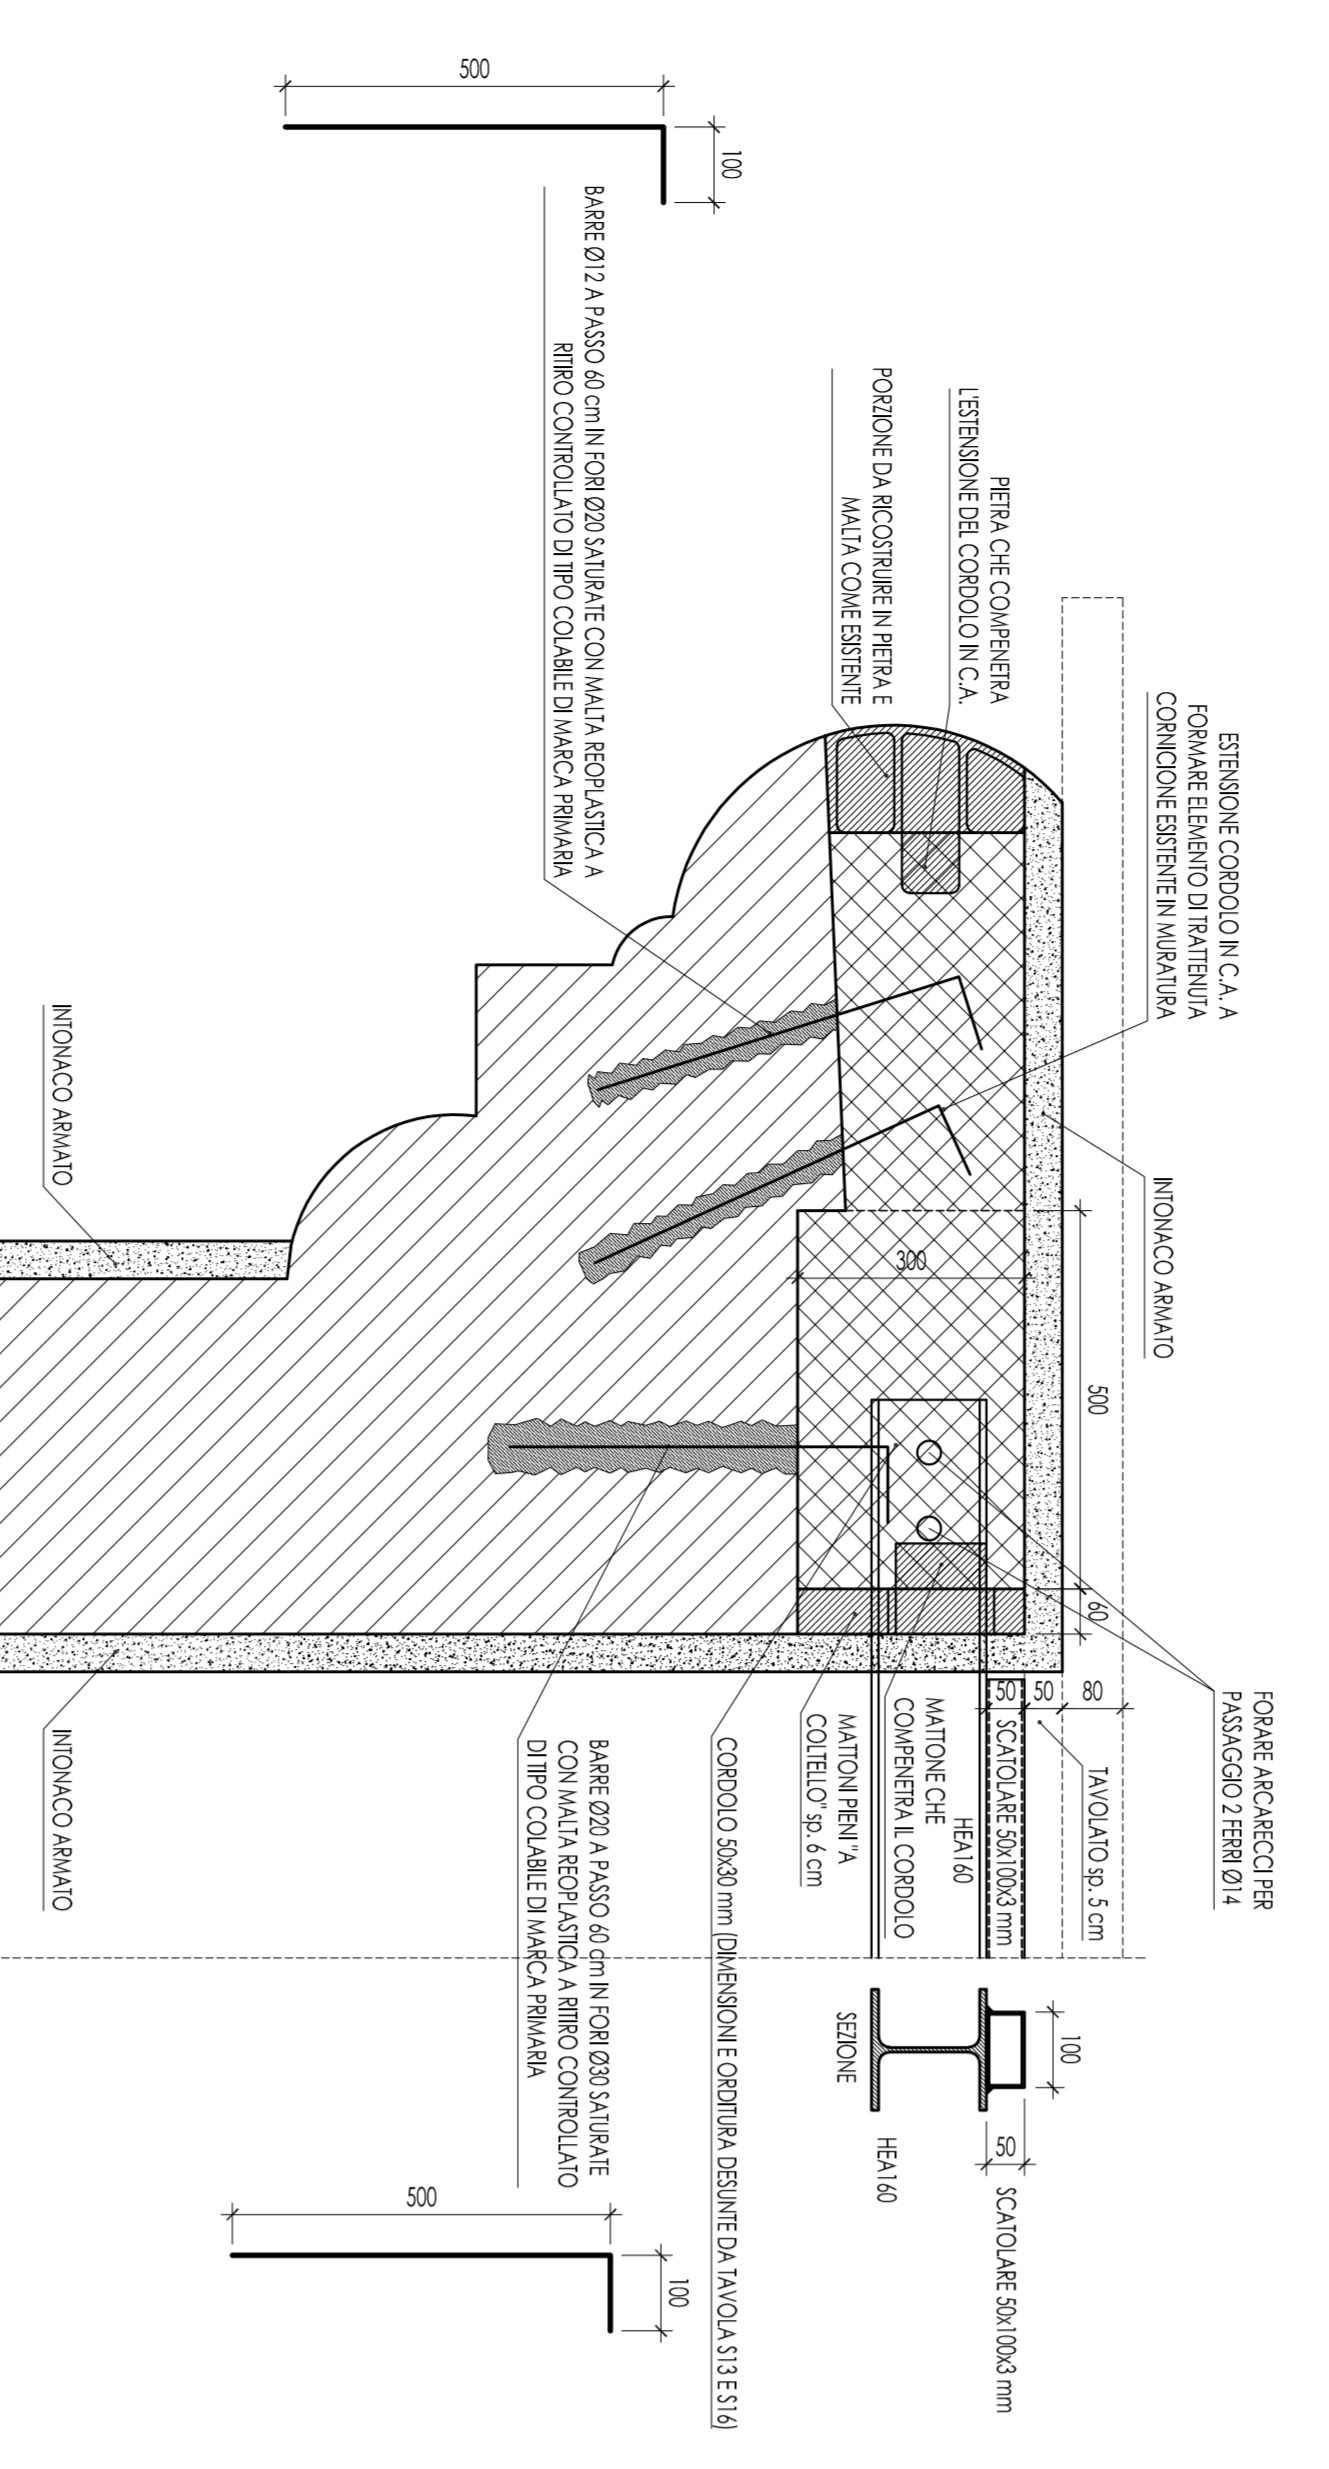 500
100
BARRE Ø12 A PASSO 60 cm IN FORI Ø20 SATURATE CON MALTA REOPLASTICA A
RITIRO CONTROLLATO DI TIPO COLABILE DI MARCA PRIMARIA
PIETRA CHE COMPENETRA
L'ESTENSIONE DEL CORDOLO IN C.A.
PORZIONE DA RICOSTRUIRE IN PIETRA E
MALTA COME ESISTENTE
ESTENSIONE CORDOLO IN C.A. A
FORMARE ELEMENTO DI TRATTENUTA
CORNICIONE ESISTENTE IN MURATURA
INTONACO ARMATO
INTONACO ARMATO
300
500
60
50
50
80
FORARE ARCARECCI PER
PASSAGGIO 2 FERRI Ø14
TAVOLATO sp. 5 cm
SCATOLARE 50x100x3 mm
HEA160
MATTONE CHE
COMPENETRA IL CORDOLO
MATTONI PIENI "A
COLTELLO" sp. 6 cm
CORDOLO 50x30 mm (DIMENSIONI E ORDITURA DESUNTE DA TAVOLA S13 E S16)
BARRE Ø20 A PASSO 60 cm IN FORI Ø30 SATURATE
CON MALTA REOPLASTICA A RITIRO CONTROLLATO
DI TIPO COLABILE DI MARCA PRIMARIA
INTONACO ARMATO
100
50
SEZIONE
HEA160
SCATOLARE 50x100x3 mm
500
100